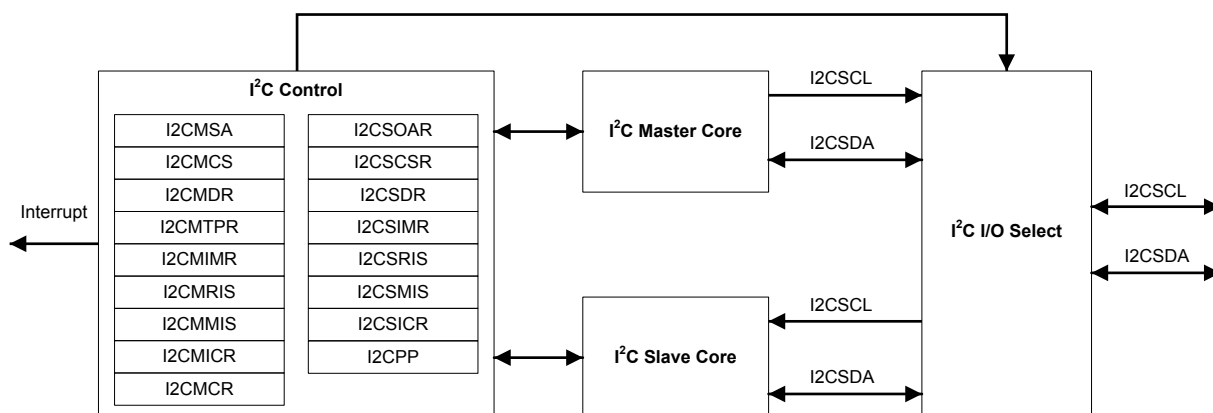 I²C Control
I2CMSA
I2CMCS
I2CMDR
I2CMTPR
I2CMIMR
I2CMRIS
I2CMMIS
I2CMICR
I2CMCR
I2CSOAR
I2CSCSR
I2CSDR
I2CSIMR
I2CSRIS
I2CSMIS
I2CSICR
I2CPP
Interrupt
I²C Master Core
I2CSCL
I2CSDA
I²C Slave Core
I2CSCL
I2CSDA
I²C I/O Select
I2CSCL
I2CSDA